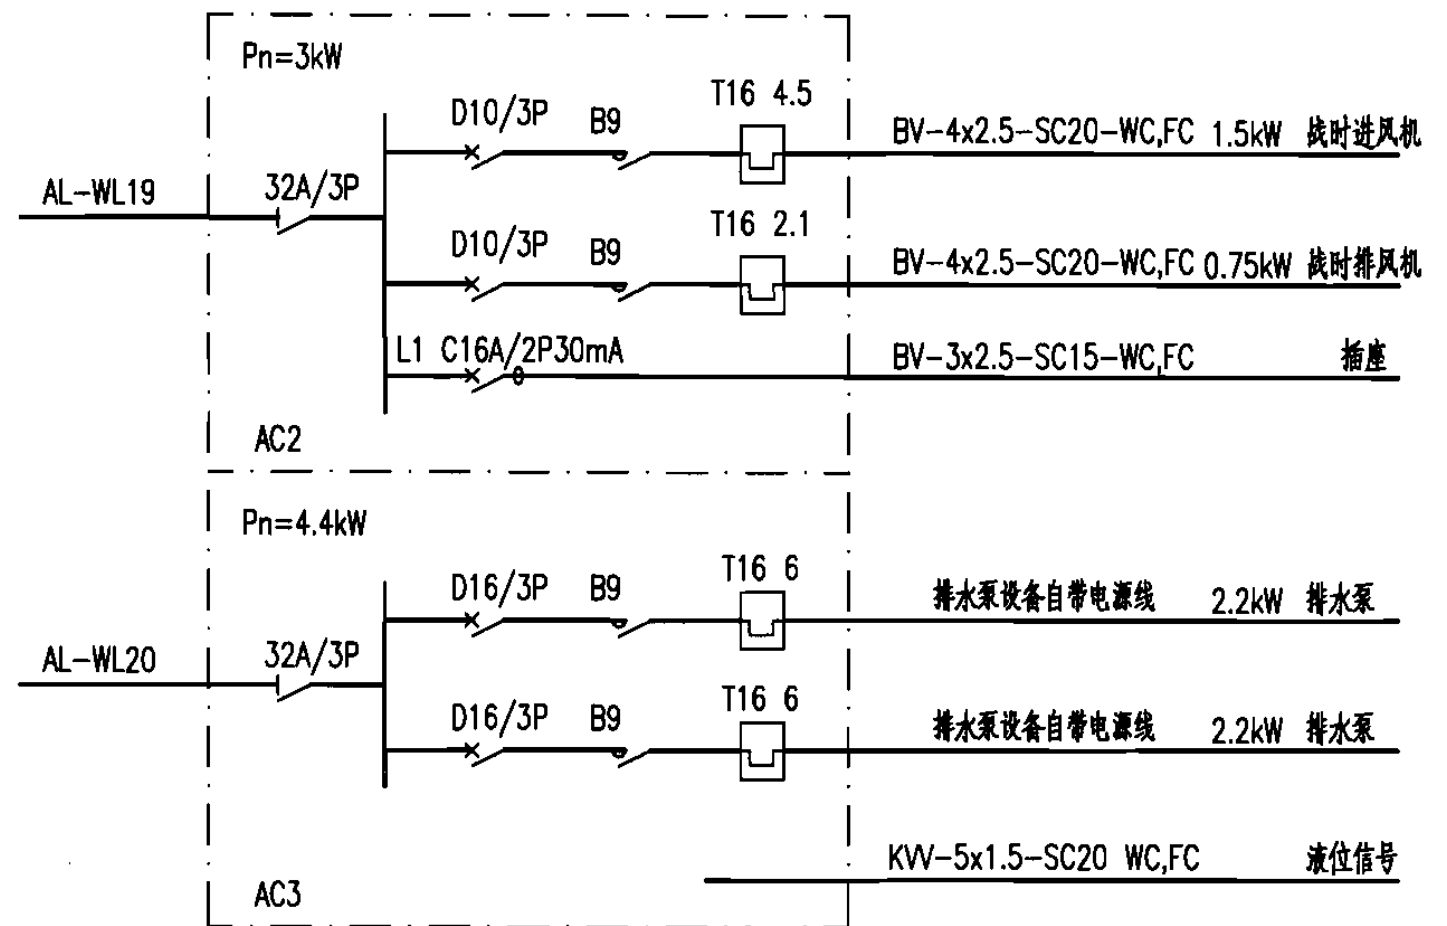 Pn=3kW
T16 4.5
D10/3P B9
BV-4x2.5-SC20-WC,FC 1.5kW 战时进风机
AL-WL19
32A/3P
T16 2.1
D10/3P B9
BV-4x2.5-SC20-WC,FC 0.75kW 战时排风机
L1 C16A/2P30mA
BV-3x2.5-SC15-WC,FC 插座
AC2
Pn=4.4kW
T16 6
D16/3P B9
排水泵设备自带电源线 2.2kW 排水泵
AL-WL20
32A/3P
T16 6
D16/3P B9
排水泵设备自带电源线 2.2kW 排水泵
KVV-5x1.5-SC20 WC,FC 液位信号
AC3